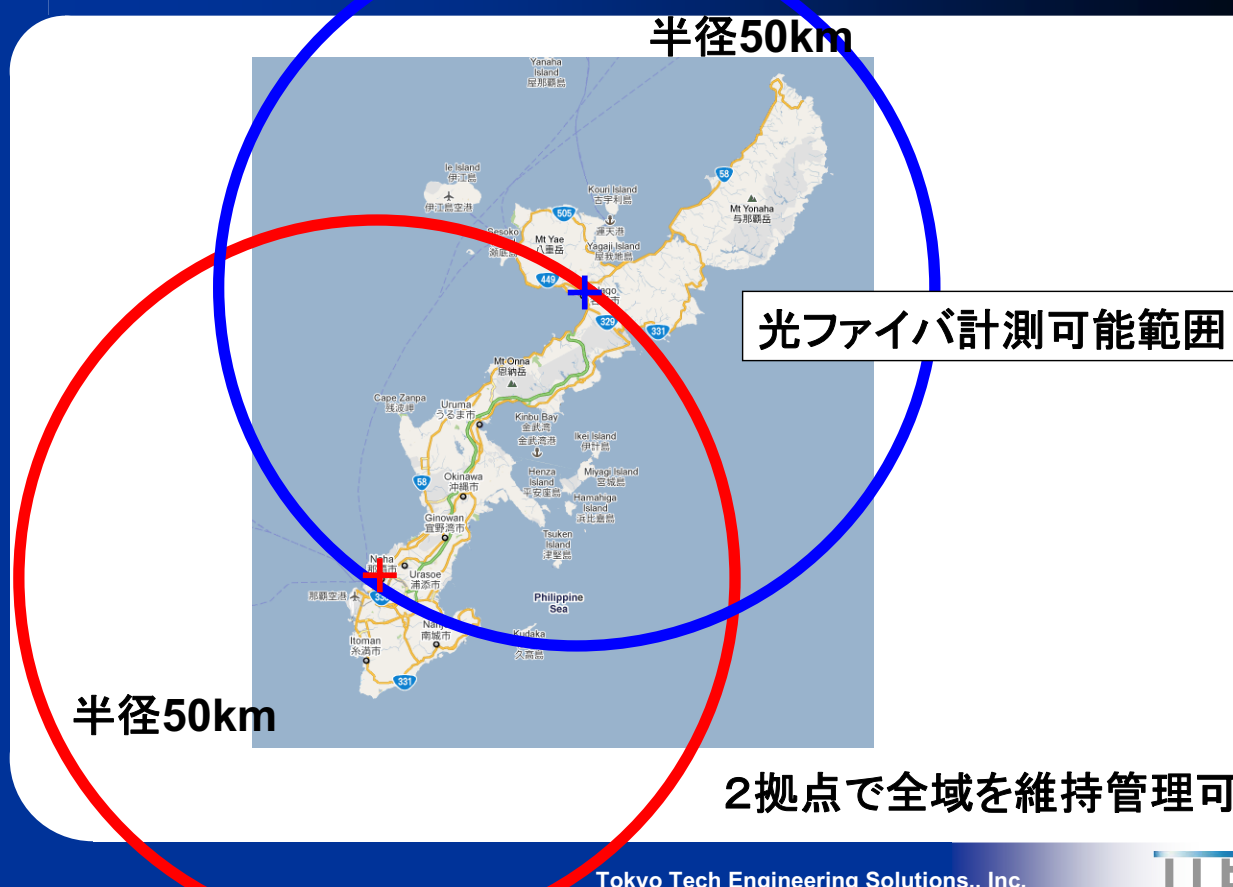 半径50km
Yanaha
Island
屋那覇島
Ie Island
伊江島
伊江島空港
Kouri Island
古宇利島
運天港
58
Mt Yonaha
与那覇岳
505
Mt Yae
八重岳
Yagaji Island
屋我地島
449
光ファイバ計測可能範囲
329
331
Mt Onna
恩納岳
Cape Zanpa
残波岬
Uruma
うるま市
Kinbu Bay
金武湾
金武湾港
Ikei Island
伊計島
Henza
Island
平安座島
Miyagi Island
宮城島
58
Okinawa
沖縄市
Hamahiga
Island
浜比嘉島
Ginowan
宜野湾市
Tsuken
Island
津堅島
Urasoe
浦添市
那覇空港
Philippine
Sea
南城市
Kudaka
久高島
Itoman
糸満市
331
半径50km
2拠点で全域を維持管理可
Tokyo Tech Engineering Solutions., Inc.